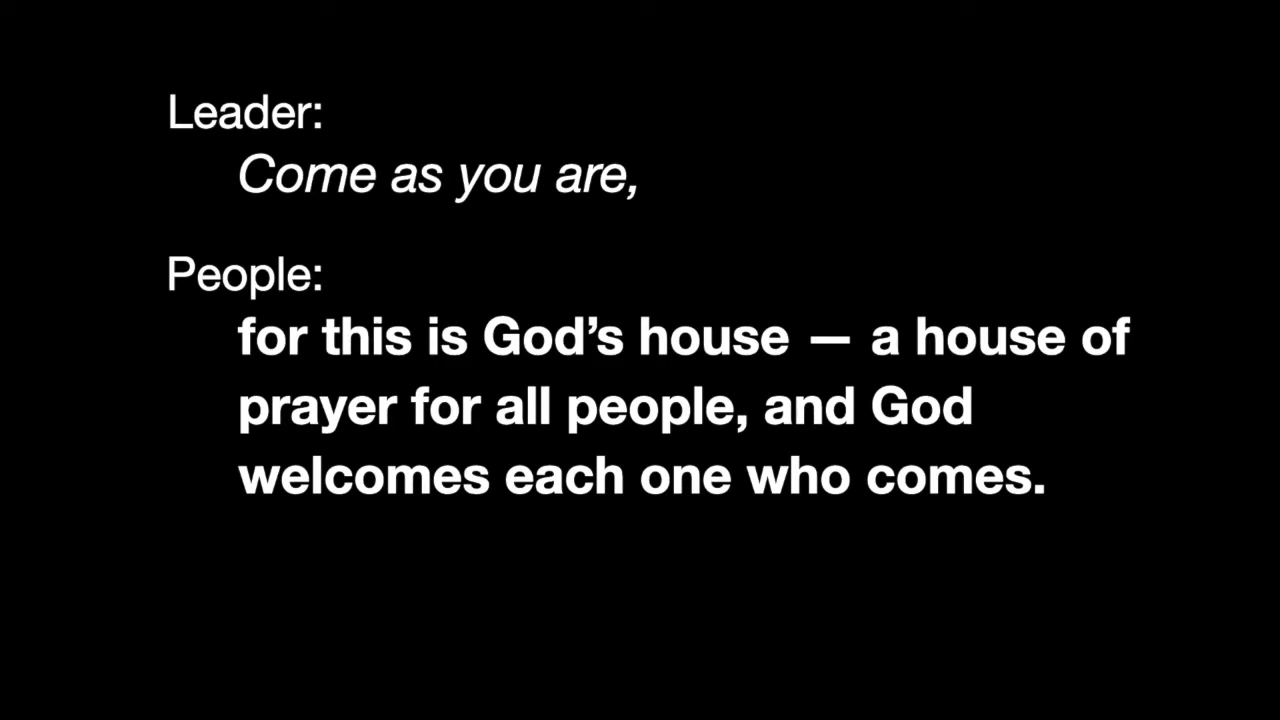 Leader:
Come as you are,
People:
for this is God’s house — a house of
prayer for all people, and God
welcomes each one who comes.